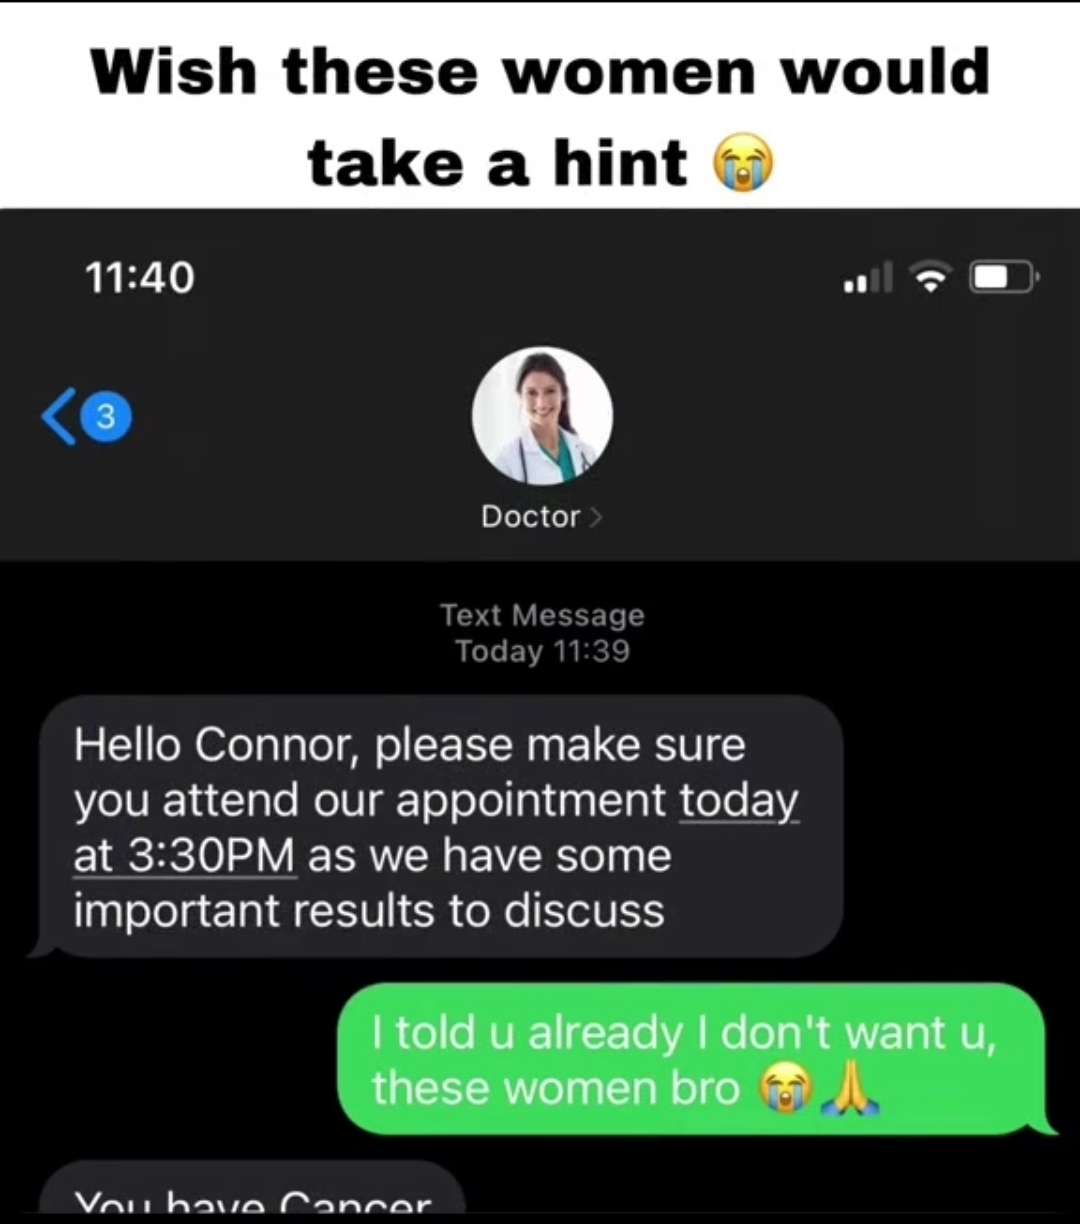 Wish these women would
take a hint 😭
11:40
3
Doctor >
Text Message
Today 11:39
Hello Connor, please make sure
you attend our appointment today
at 3:30PM as we have some
important results to discuss
I told u already I don't want u,
these women bro 😭🙏
You have Cancer